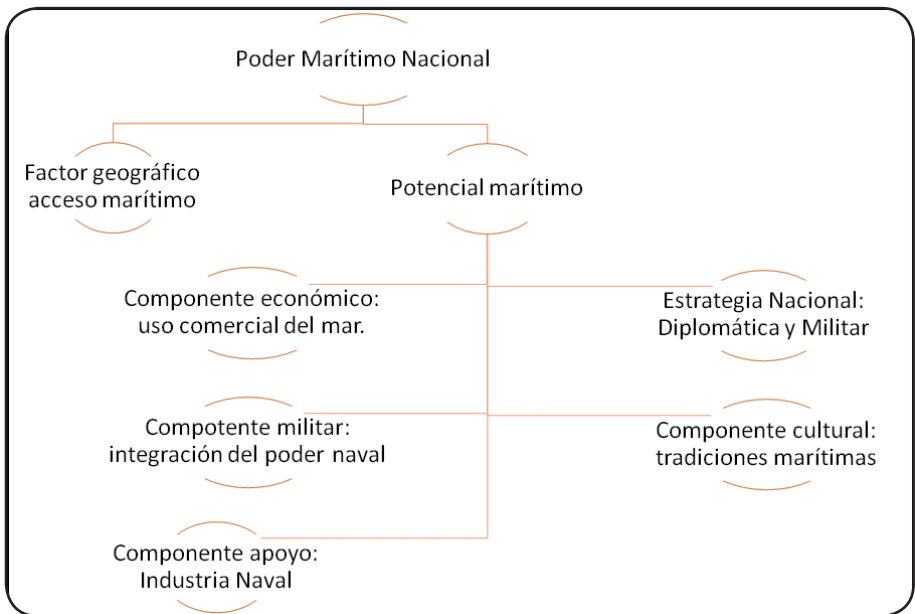 Poder Marítimo Nacional
Factor geográfico
acceso marítimo
Potencial marítimo
Componente económico:
uso comercial del mar.
Estrategia Nacional:
Diplomática y Militar
Compotente militar:
integración del poder naval
Componente cultural:
tradiciones marítimas
Componente apoyo:
Industria Naval